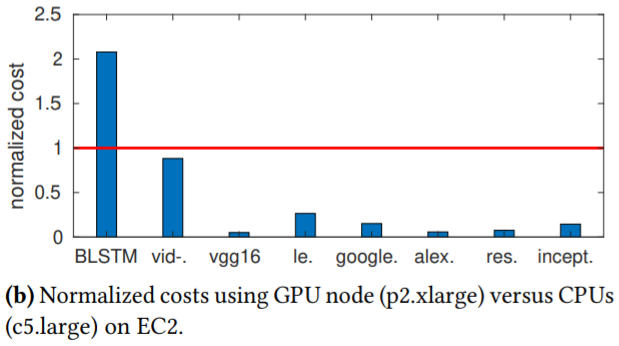 2.5
2
1.5
1
0.5
0
normalized cost
BLSTM vid-. vgg16 le. google. alex. res. incept.
(b) Normalized costs using GPU node (p2.xlarge) versus CPUs
(c5.large) on EC2.